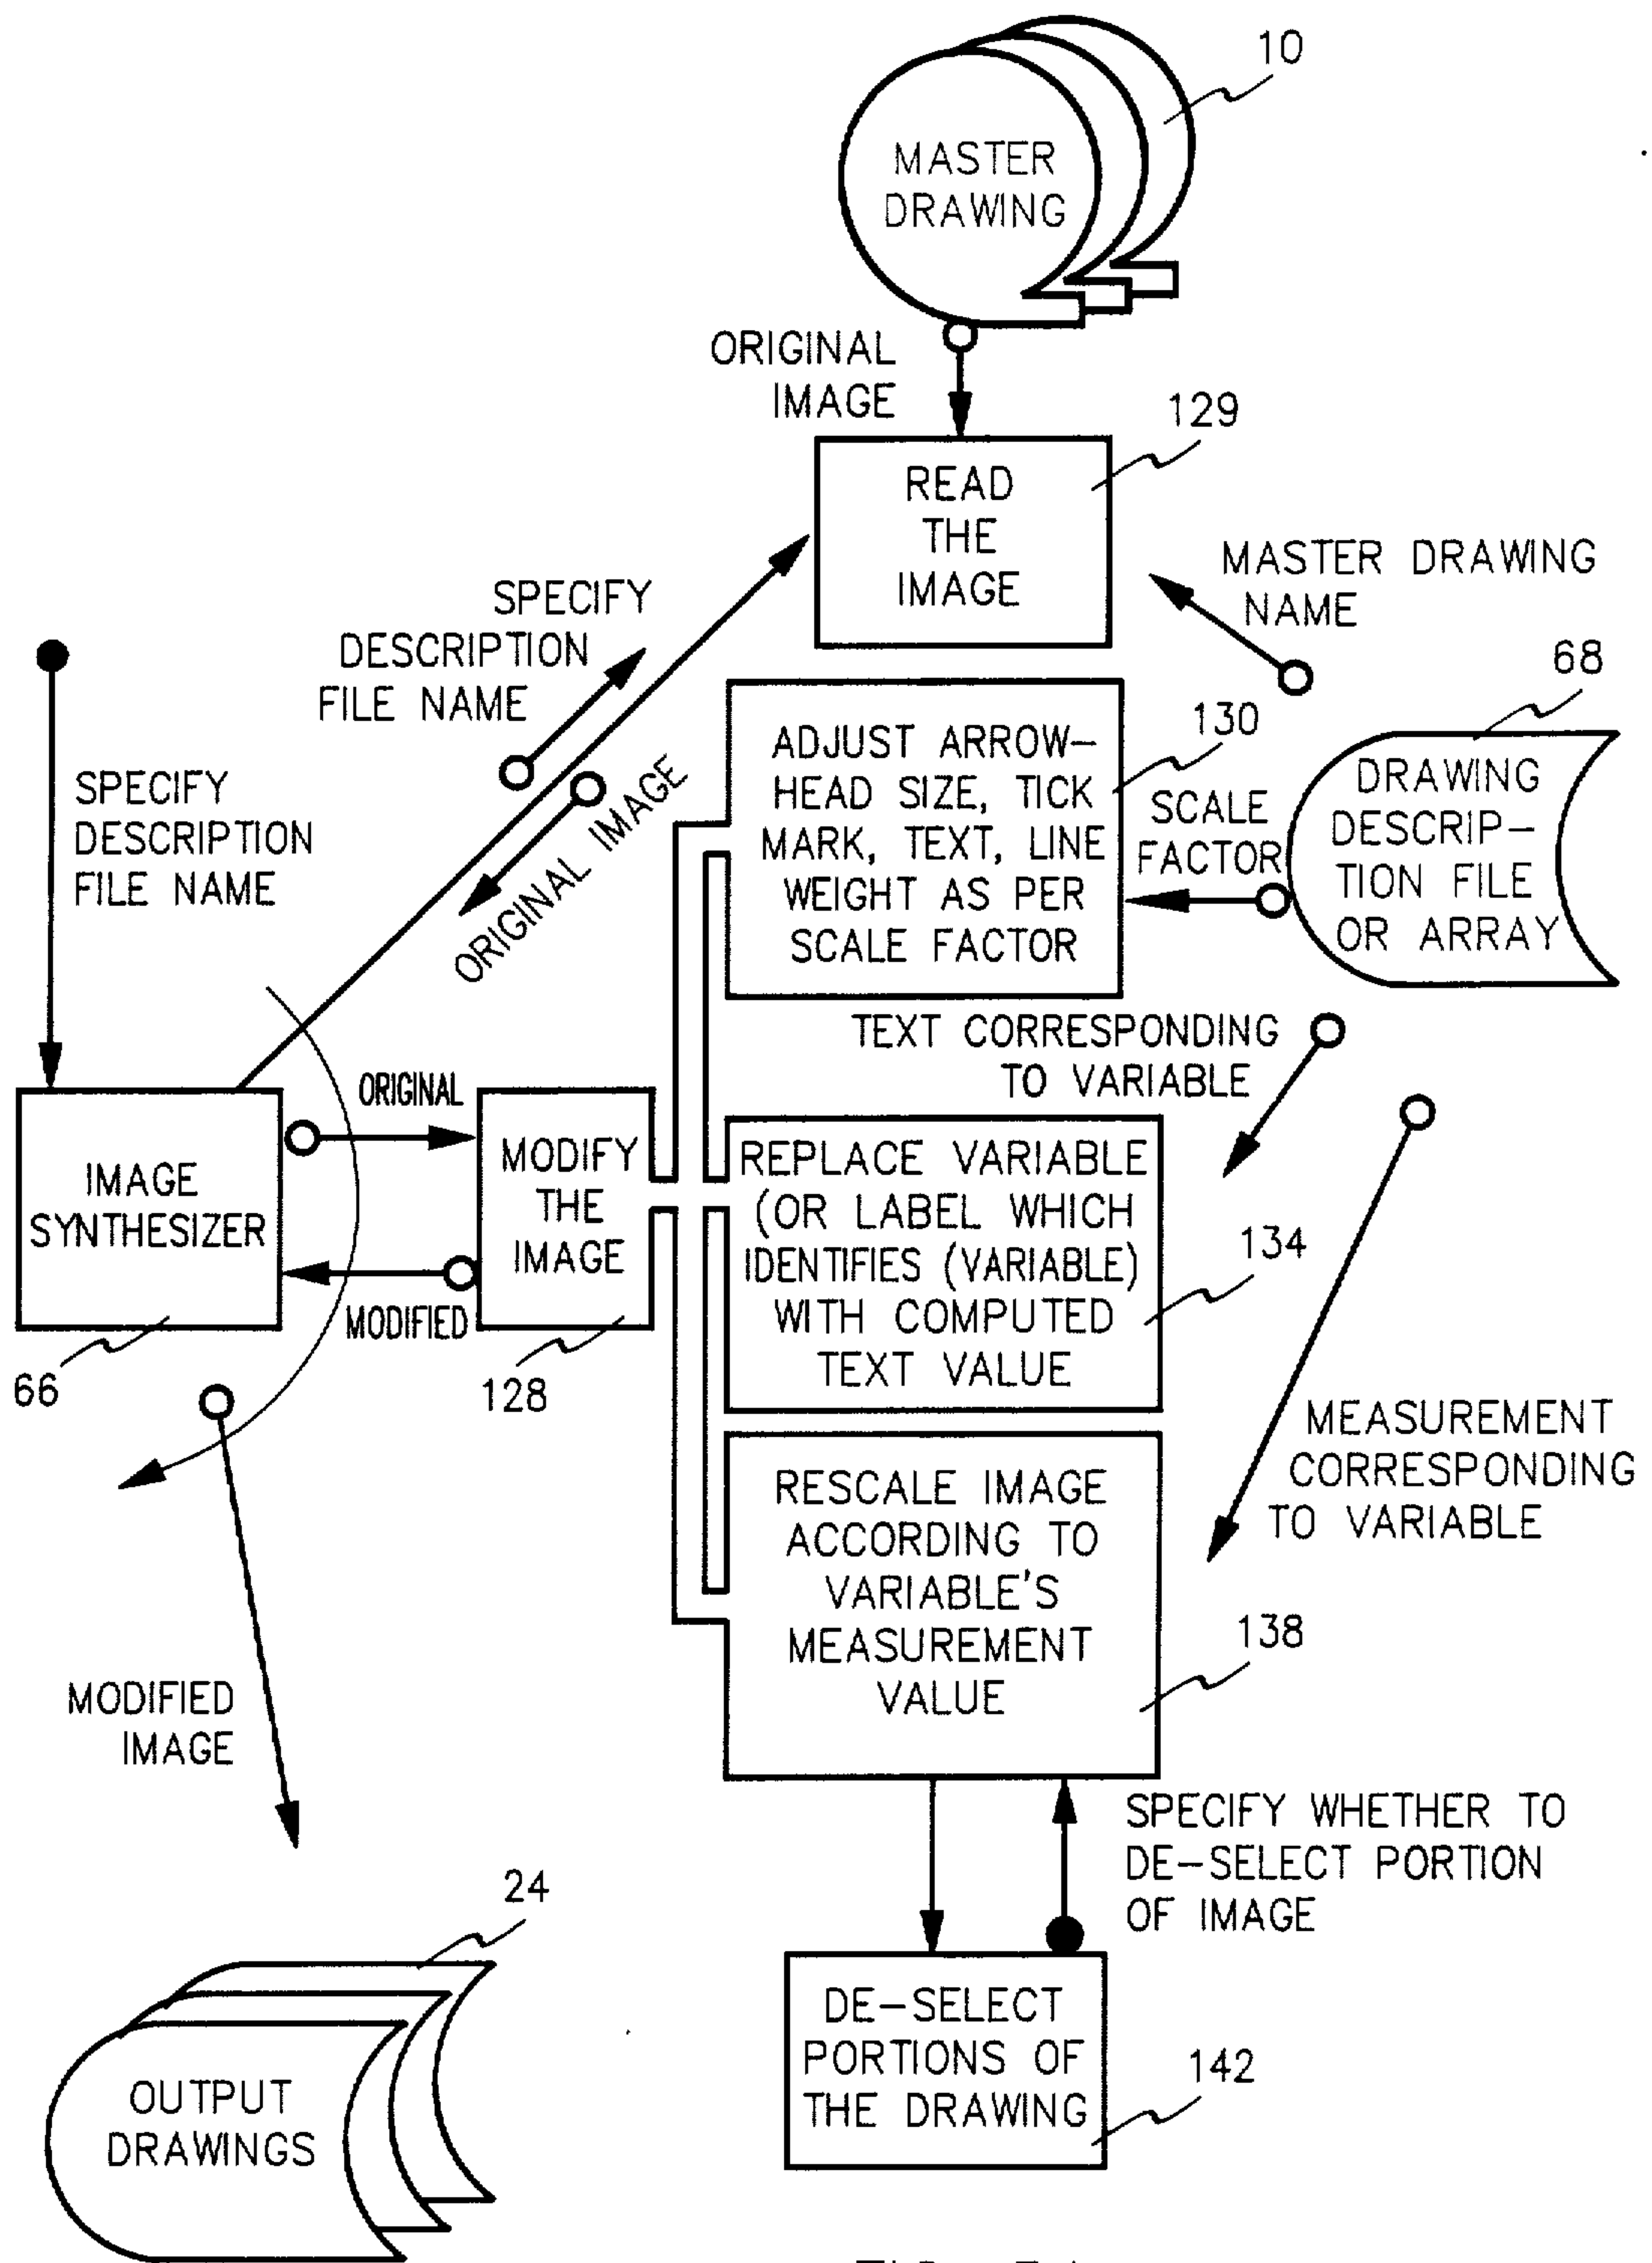 10
MASTER
DRAWING
ORIGINAL
IMAGE
129
READ
THE
IMAGE
MASTER DRAWING
NAME
SPECIFY
DESCRIPTION
FILE NAME
68
130
ADJUST ARROW-
HEAD SIZE, TICK
MARK, TEXT, LINE
WEIGHT AS PER
SCALE FACTOR
SCALE
FACTOR
DRAWING
DESCRIP-
TION FILE
OR ARRAY
SPECIFY
DESCRIPTION
FILE NAME
ORIGINAL IMAGE
TEXT CORRESPONDING
TO VARIABLE
ORIGINAL
IMAGE
SYNTHESIZER
MODIFY
THE
IMAGE
MODIFIED
66
128
REPLACE VARIABLE
(OR LABEL WHICH
IDENTIFIES (VARIABLE)
WITH COMPUTED
TEXT VALUE
134
MEASUREMENT
CORRESPONDING
TO VARIABLE
RESCALE IMAGE
ACCORDING TO
VARIABLE'S
MEASUREMENT
VALUE
138
MODIFIED
IMAGE
SPECIFY WHETHER TO
DE-SELECT PORTION
OF IMAGE
24
DE-SELECT
PORTIONS OF
THE DRAWING
142
OUTPUT
DRAWINGS